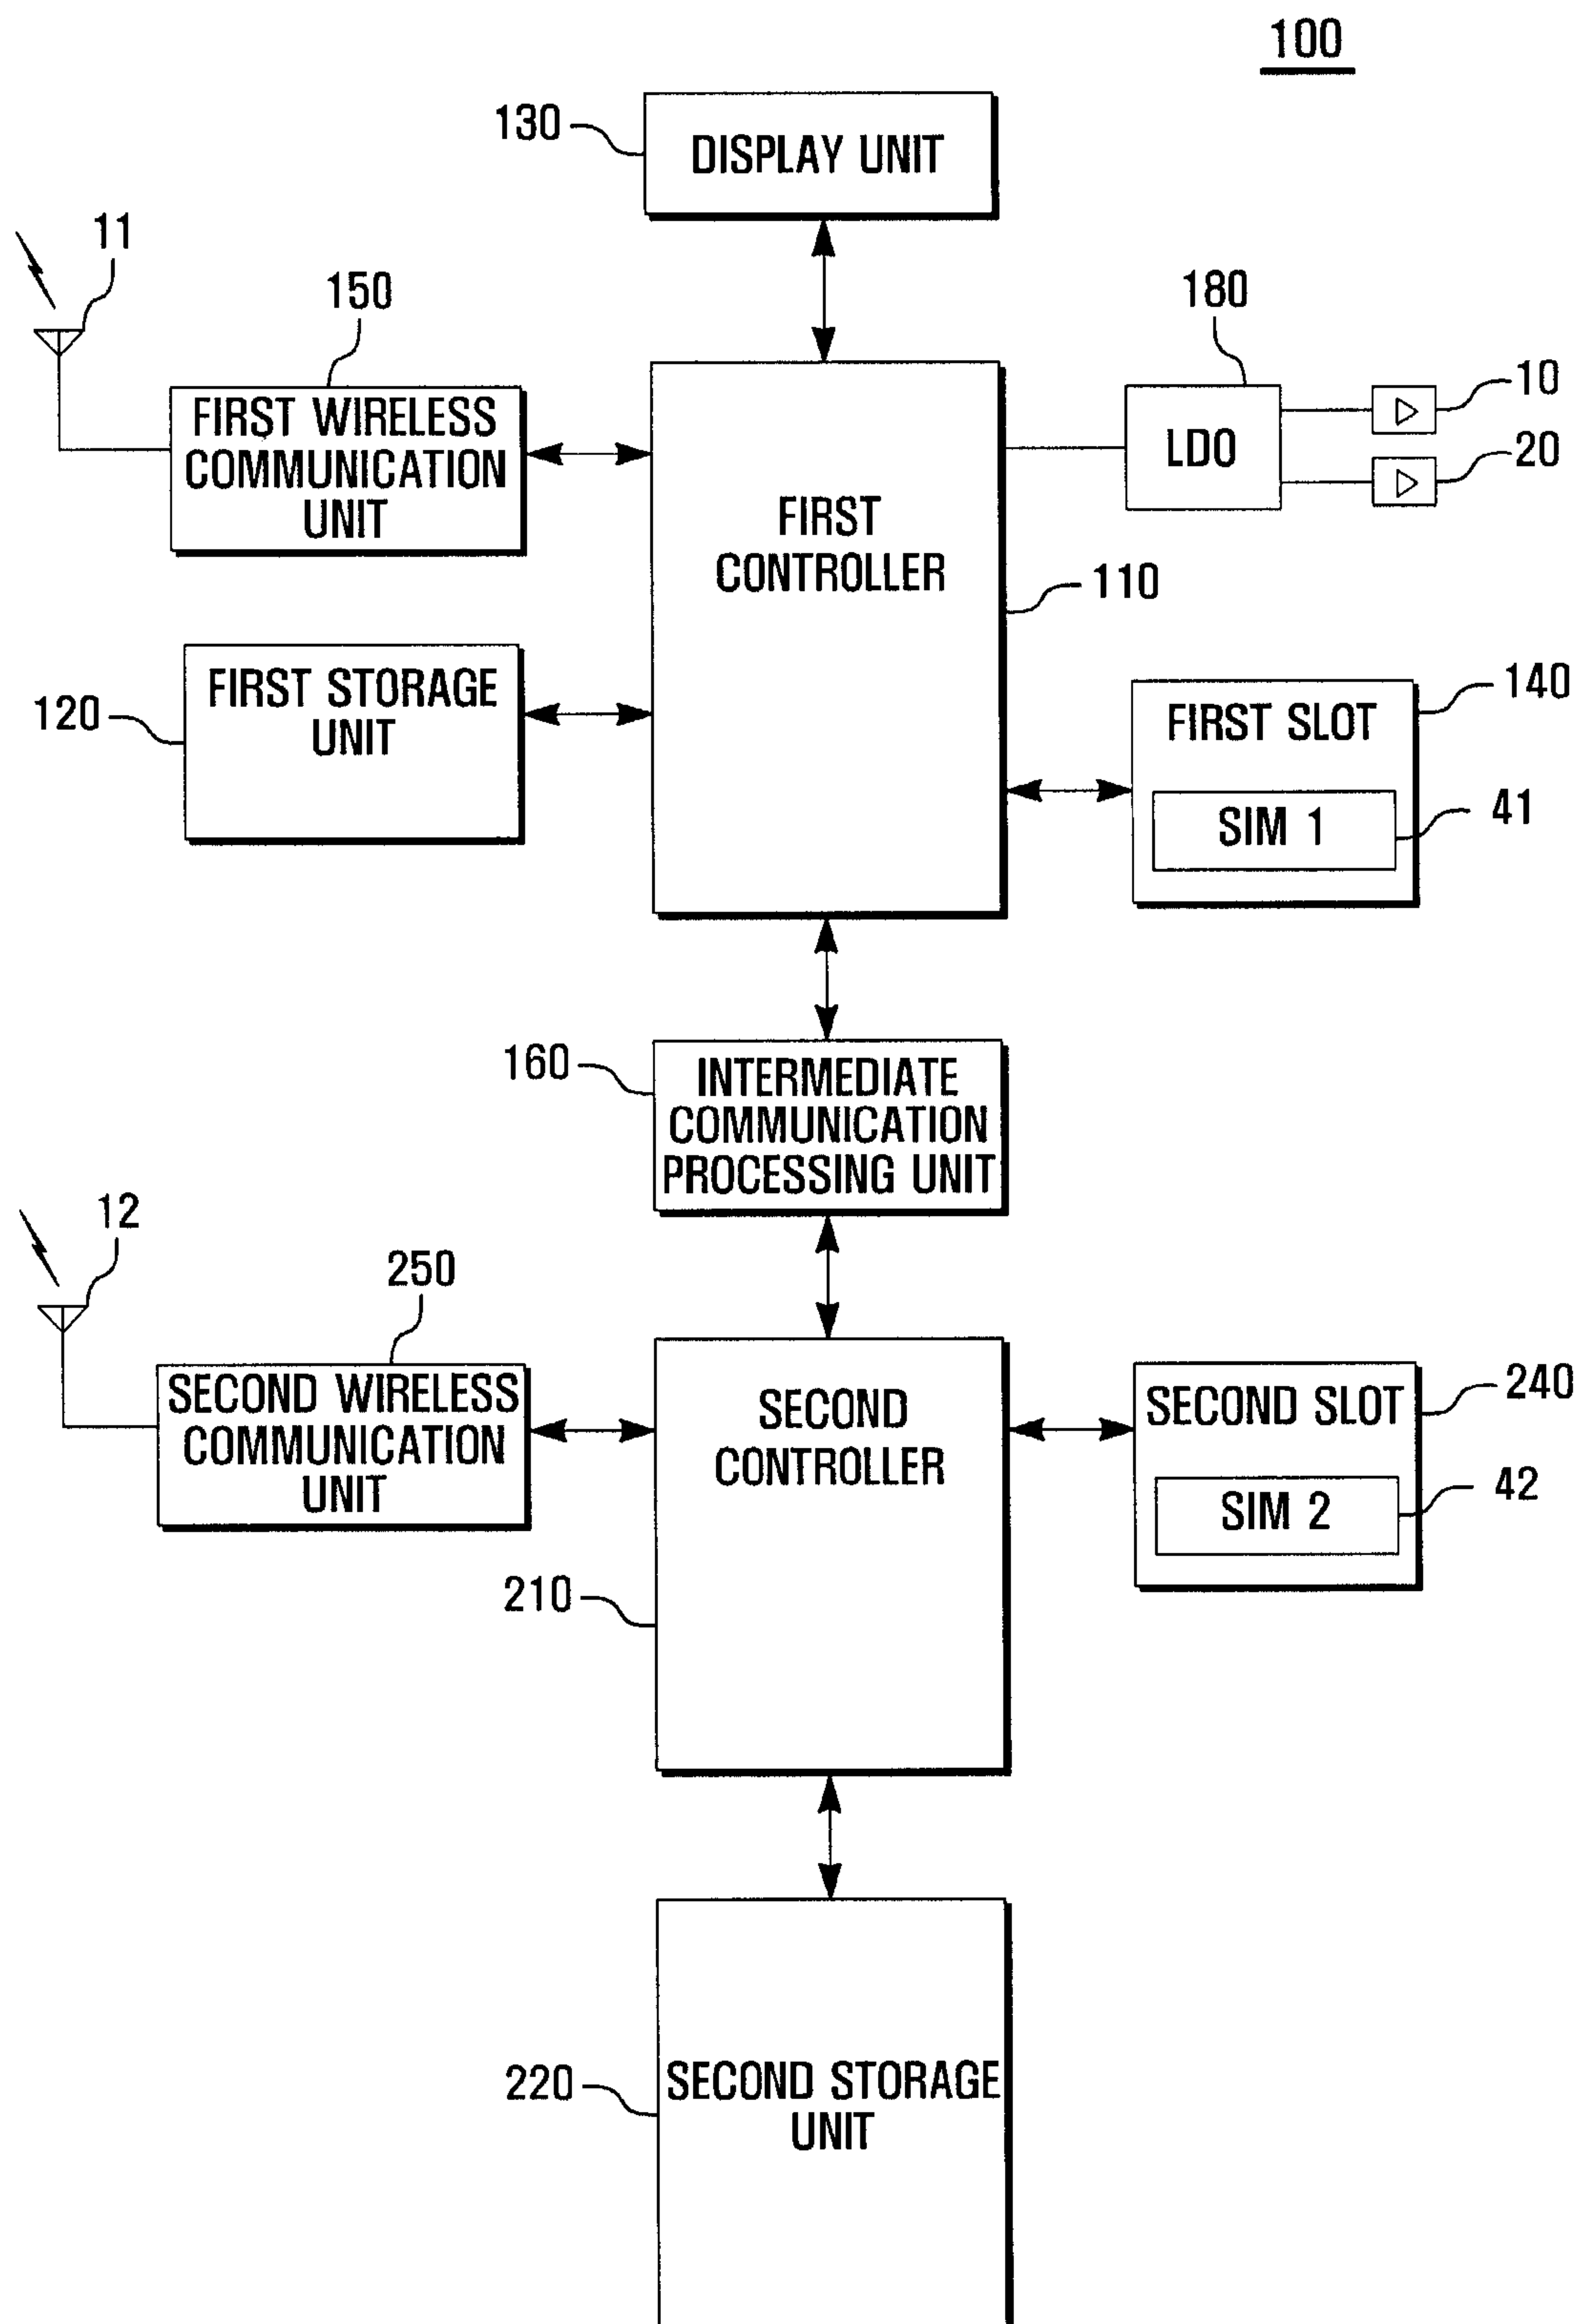 100
130
DISPLAY UNIT
11
150
180
10
FIRST WIRELESS
COMMUNICATION
UNIT
LDO
20
FIRST
CONTROLLER
110
FIRST STORAGE
UNIT
120
140
FIRST SLOT
SIM 1
41
160
INTERMEDIATE
COMMUNICATION
PROCESSING UNIT
12
250
SECOND WIRELESS
COMMUNICATION
UNIT
SECOND
CONTROLLER
240
SECOND SLOT
SIM 2
42
210
220
SECOND STORAGE
UNIT